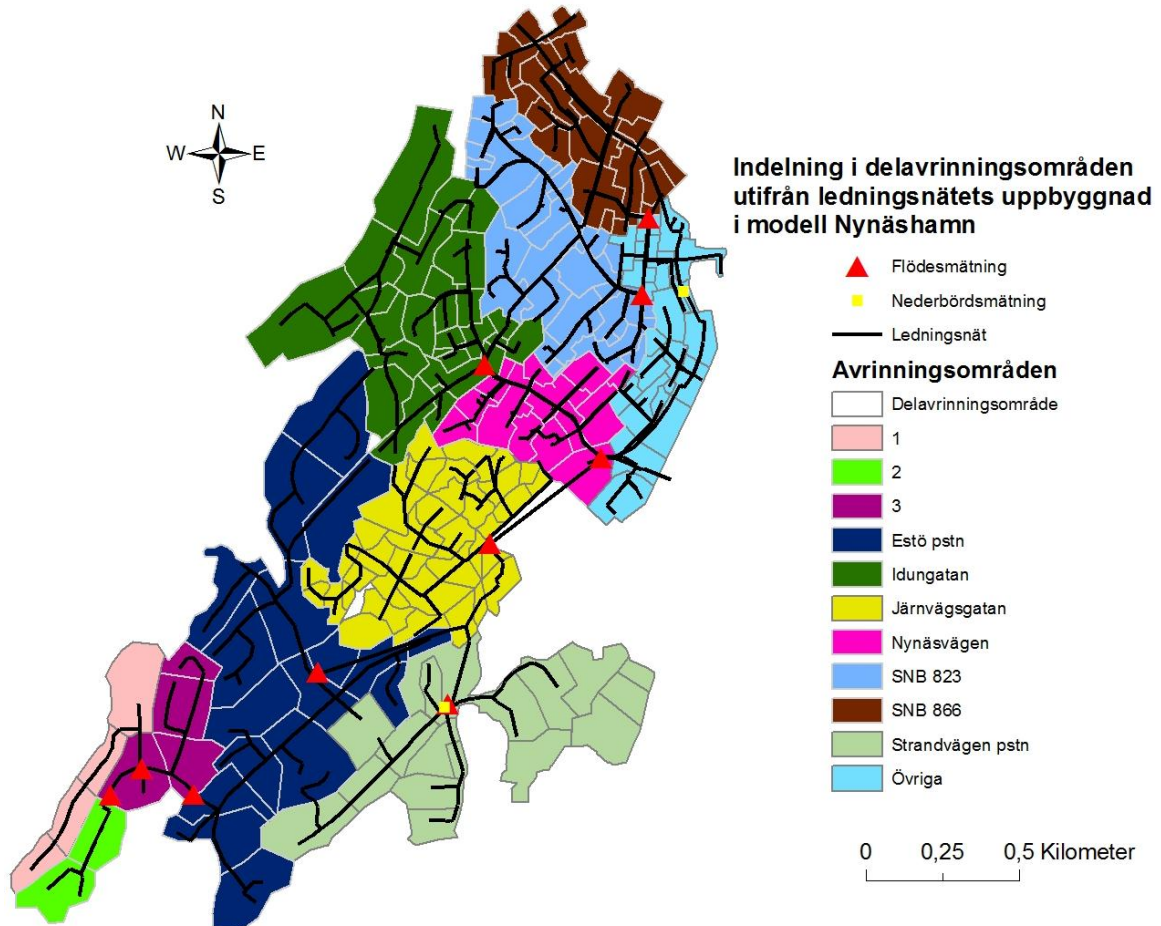 N
W E
S
Indelning i delavrinningsområden
utifrån ledningsnätets uppbyggnad
i modell Nynäshamn
Flödesmätning
Nederbördsmätning
Ledningsnät
Avrinningsområden
Delavrinningsområde
1
2
3
Estö pstn
Idungatan
Järnvägsgatan
Nynäsvägen
SNB 823
SNB 866
Strandvägen pstn
Övriga
0 0,25 0,5 Kilometer